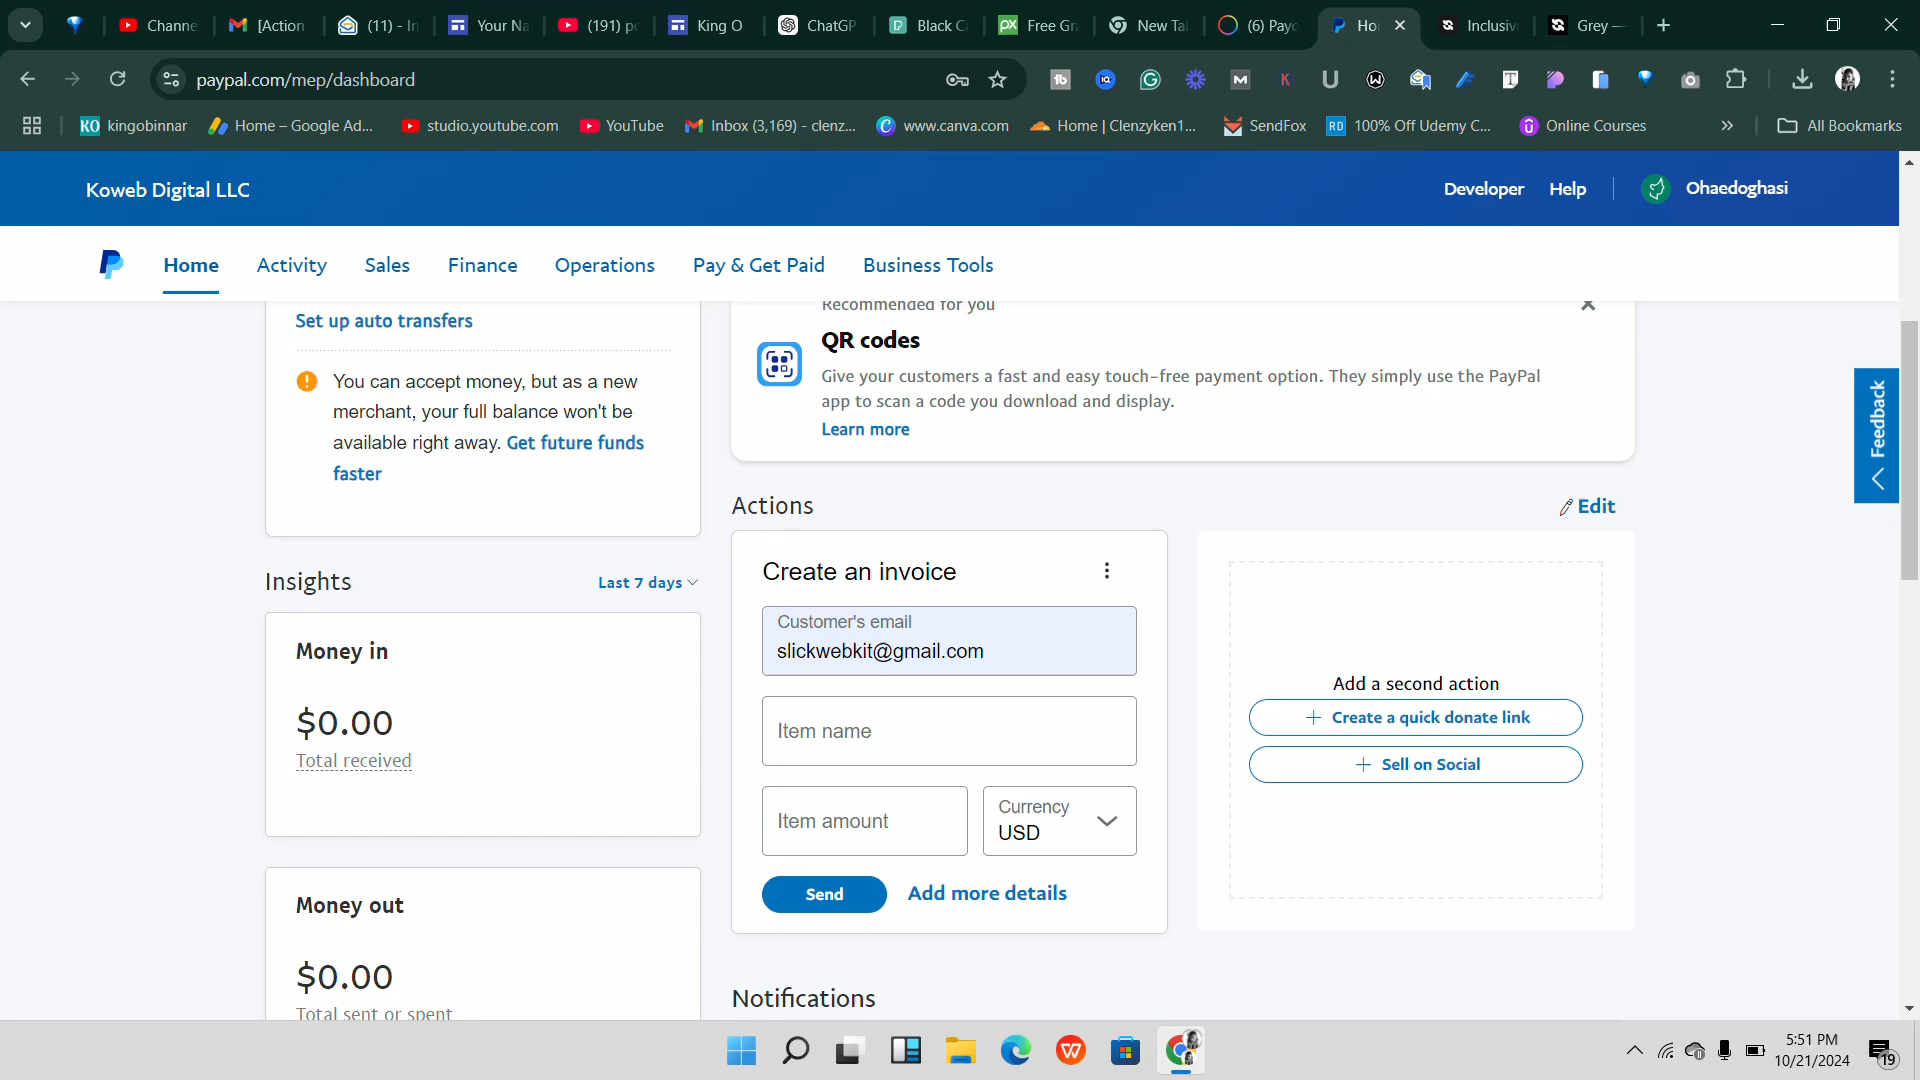 Channe
[Action
(11) - In
Your Na
(191) pc
King O
ChatGP
Black Ca
Free Gra
New Tab
(6) Payo
Ho
Inclusiv
Grey —
paypal.com/mep/dashboard
kingobinnar
Home – Google Ad...
studio.youtube.com
YouTube
Inbox (3,169) - clenz...
www.canva.com
Home | Clenzyken1...
SendFox
100% Off Udemy C...
Online Courses
All Bookmarks
Koweb Digital LLC
Developer
Help
Ohaedoghasi
Home
Activity
Sales
Finance
Operations
Pay & Get Paid
Business Tools
Set up auto transfers
You can accept money, but as a new
merchant, your full balance won't be
available right away. Get future funds
faster
Recommended for you
QR codes
Give your customers a fast and easy touch-free payment option. They simply use the PayPal
app to scan a code you download and display.
Learn more
Feedback
Insights
Last 7 days
Money in
$0.00
Total received
Money out
$0.00
Total sent or spent
Actions
Edit
Create an invoice
Customer's email
slickwebkit@gmail.com
Item name
Item amount
Currency
USD
Send
Add more details
Add a second action
Create a quick donate link
Sell on Social
Notifications
5:51 PM
10/21/2024
19